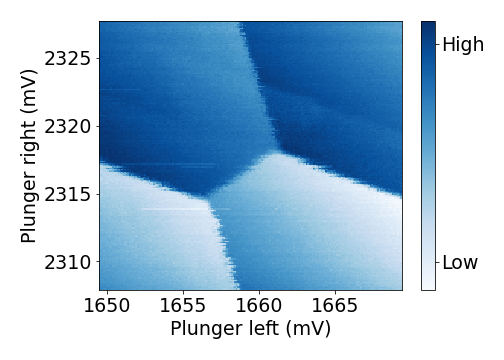 2325
2320
2315
2310
Plunger right (mV)
1650 1655 1660 1665
Plunger left (mV)
High
Low